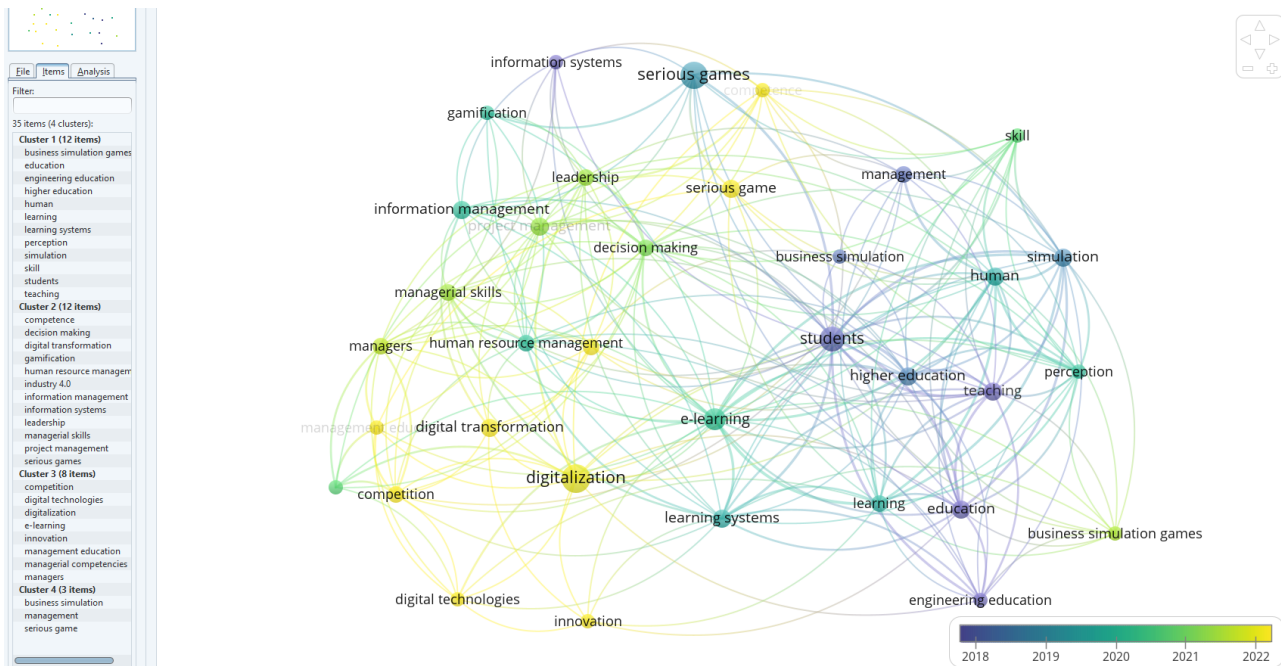 File
Items
Analysis
Filter:
35 items (4 clusters):
Cluster 1 (12 items)
business simulation games
education
engineering education
higher education
human
learning
learning systems
perception
simulation
skill
students
teaching
Cluster 2 (12 items)
competence
decision making
digital transformation
gamification
human resource managem
industry 4.0
information management
information systems
leadership
managerial skills
project management
serious games
Cluster 3 (8 items)
competition
digital technologies
digitalization
e-learning
innovation
management education
managerial competencies
managers
Cluster 4 (3 items)
business simulation
management
serious game
information systems
serious games
competence
gamification
skill
leadership
serious game
management
information management
project management
decision making
business simulation
simulation
human
managerial skills
managers
human resource management
students
higher education
perception
teaching
e-learning
management edu
digital transformation
digitalization
competition
learning systems
learning
education
business simulation games
digital technologies
innovation
engineering education
2018
2019
2020
2021
2022